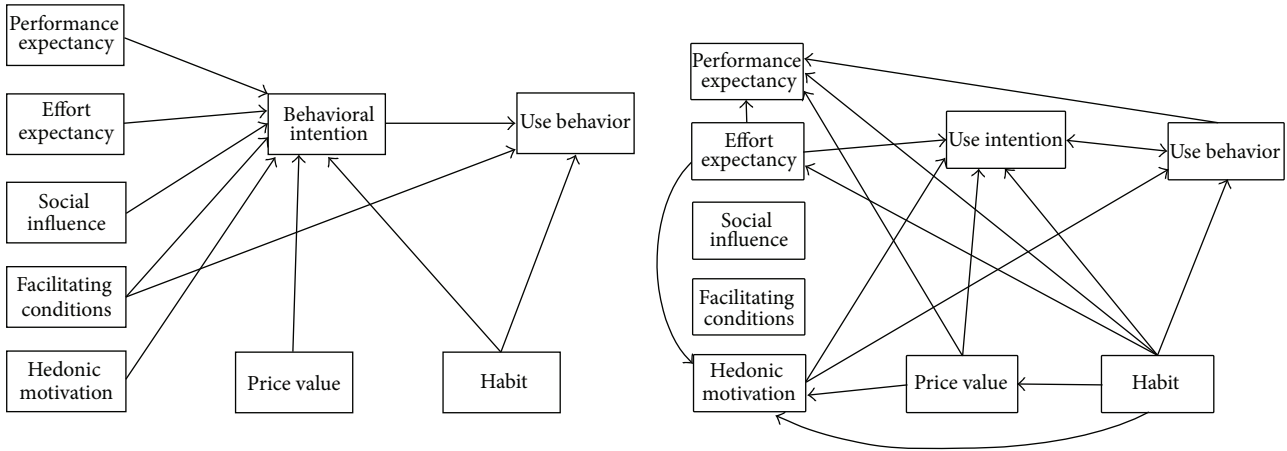 Performance
expectancy
Effort
expectancy
Social
influence
Facilitating
conditions
Hedonic
motivation
Behavioral
intention
Use behavior
Price value
Habit
Performance
expectancy
Effort
expectancy
Social
influence
Facilitating
conditions
Hedonic
motivation
Use intention
Use behavior
Price value
Habit